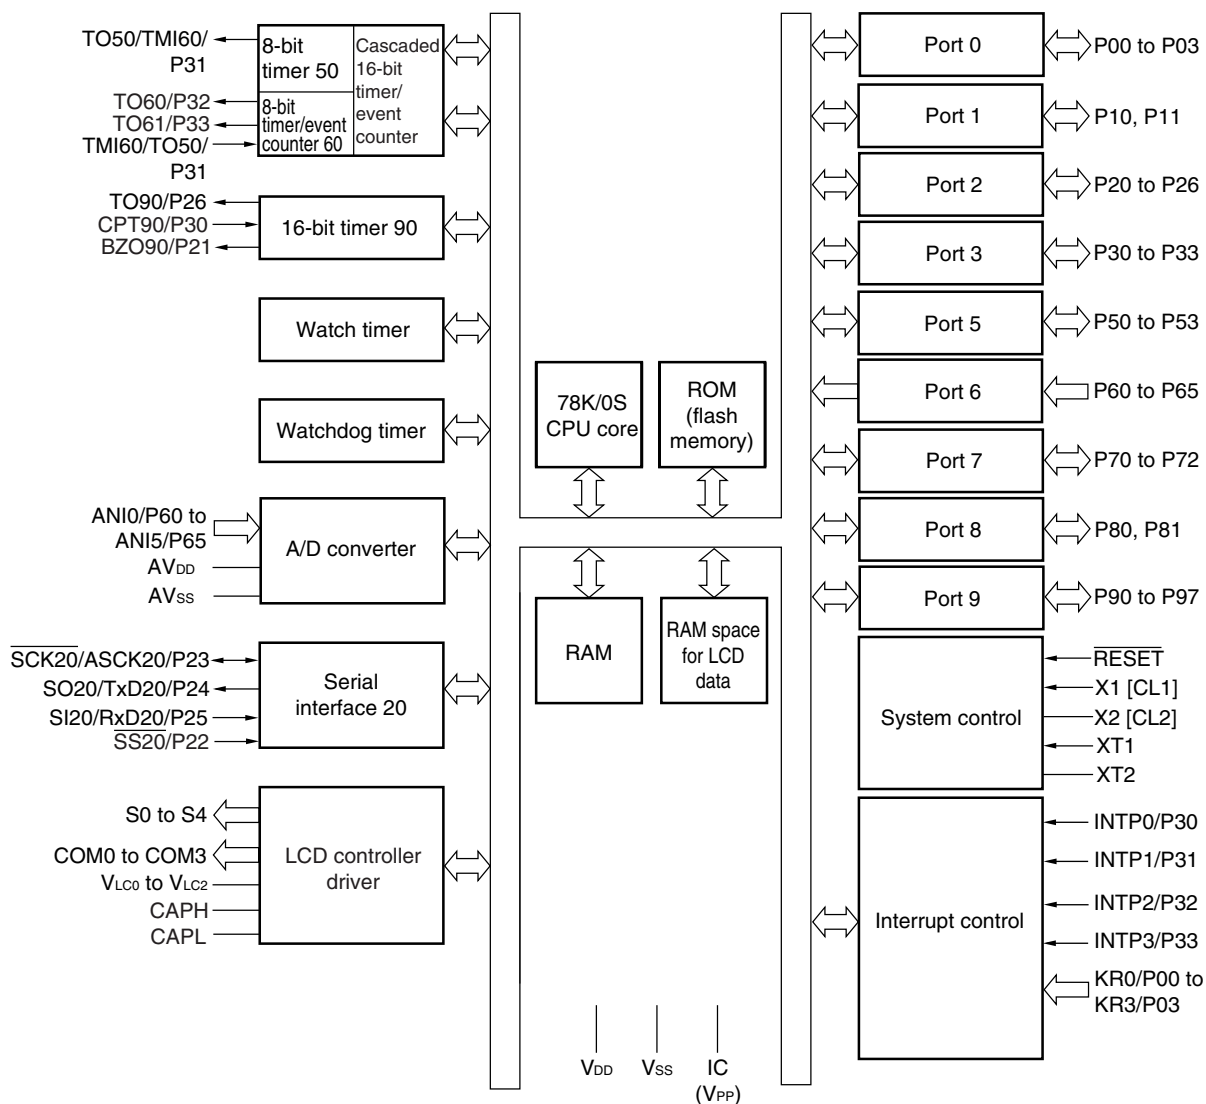 TO50/TMI60/
P31
TO60/P32
TO61/P33
TMI60/TO50/
P31
8-bit
timer 50
8-bit
timer/event
counter 60
Cascaded
16-bit
timer/
event
counter
TO90/P26
CPT90/P30
BZO90/P21
16-bit timer 90
Watch timer
Watchdog timer
ANI0/P60 to
ANI5/P65
AVDD
AVSS
A/D converter
SCK20/ASCK20/P23
SO20/TxD20/P24
SI20/RxD20/P25
SS20/P22
Serial
interface 20
S0 to S4
COM0 to COM3
VLC0 to VLC2
CAPH
CAPL
LCD controller
driver
78K/0S
CPU core
ROM
(flash
memory)
RAM
RAM space
for LCD
data
VDD
VSS
IC
(VPP)
Port 0
P00 to P03
Port 1
P10, P11
Port 2
P20 to P26
Port 3
P30 to P33
Port 5
P50 to P53
Port 6
P60 to P65
Port 7
P70 to P72
Port 8
P80, P81
Port 9
P90 to P97
System control
RESET
X1 [CL1]
X2 [CL2]
XT1
XT2
Interrupt control
INTP0/P30
INTP1/P31
INTP2/P32
INTP3/P33
KR0/P00 to
KR3/P03